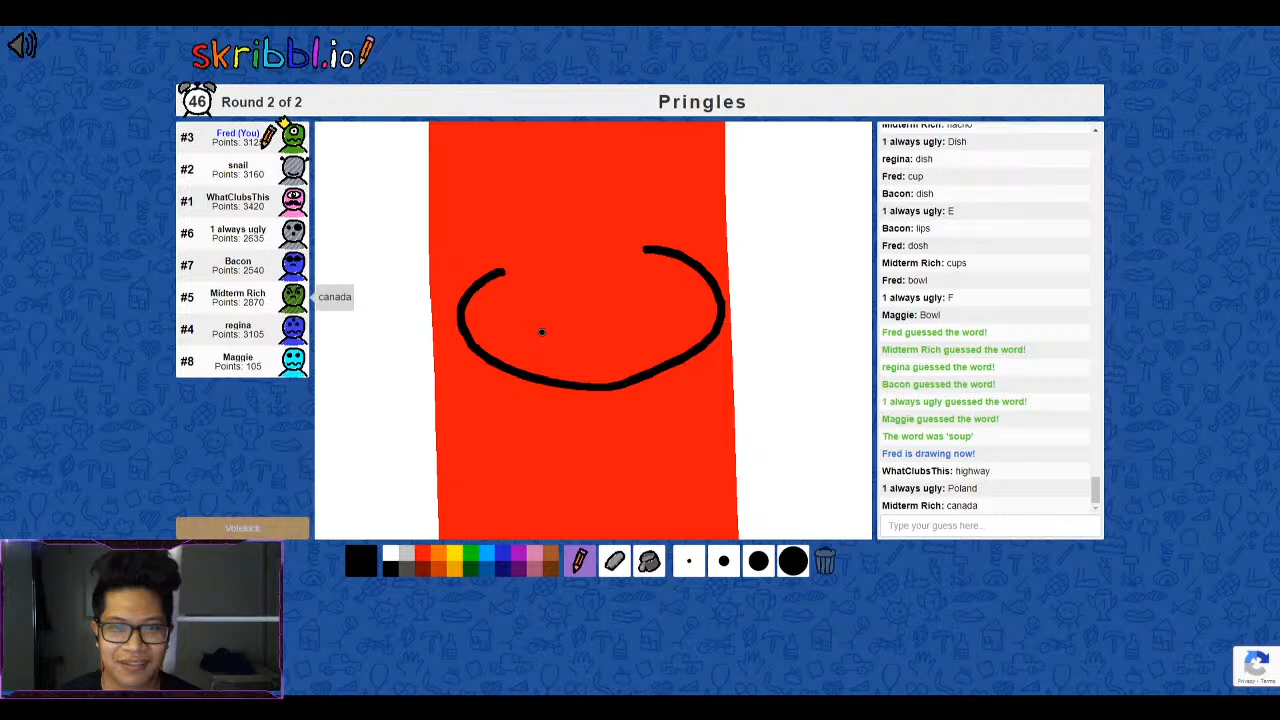 skribbl.io
46
Round 2 of 2
Pringles
#3
Fred (You)
#2
snail
Points: 3160
#1
WhatClubsThis
Points: 3420
#6
1 always ugly
Points: 2635
#7
Bacon
Points: 2540
#5
Midterm Rich
Points: 2870
#4
regina
Points: 3105
#8
Maggie
Points: 105
canada
Votekick
Midterm Rich: nacho
1 always ugly: Dish
regina: dish
Fred: cup
Bacon: dish
1 always ugly: E
Bacon: lips
Fred: dosh
Midterm Rich: cups
Fred: bowl
1 always ugly: F
Maggie: Bowl
Fred guessed the word!
Midterm Rich guessed the word!
regina guessed the word!
Bacon guessed the word!
1 always ugly guessed the word!
Maggie guessed the word!
The word was 'soup'
Fred is drawing now!
WhatClubsThis: highway
1 always ugly: Poland
Midterm Rich: canada
Type your guess here...
Privacy - Terms